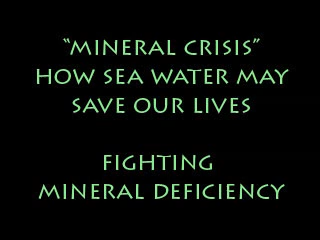 “MINERAL CRISIS”
HOW SEA WATER MAY
SAVE OUR LIVES
FIGHTING
MINERAL DEFICIENCY